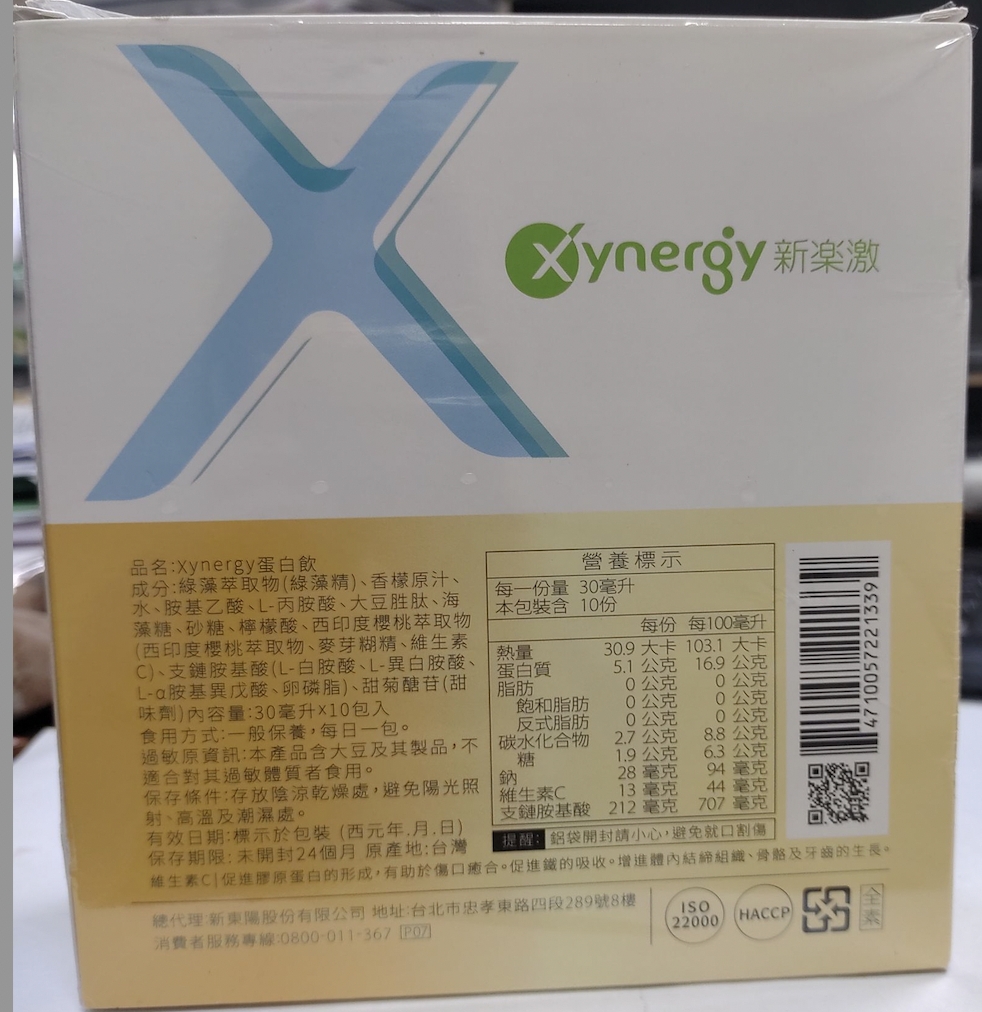 X
xynergy 新楽激
品名:xynergy蛋白飲
成分:綠藻萃取物(綠藻精)、香檬原汁、
水、胺基乙酸、L-丙胺酸、大豆胜肽、海
藻糖、砂糖、檸檬酸、西印度櫻桃萃取物
(西印度櫻桃萃取物、麥芽糊精、維生素
C)、支鏈胺基酸(L-白胺酸、L-異白胺酸、
L-α胺基異戊酸、卵磷脂)、甜菊醣苷(甜
味劑)內容量:30毫升x10包入
食用方式:一般保養,每日一包。
過敏原資訊:本產品含大豆及其製品,不
適合對其過敏體質者食用。
保存條件:存放陰涼乾燥處,避免陽光照
射、高溫及潮濕處。
有效日期:標示於包裝 (西元年.月.日)
保存期限:未開封24個月 原產地:台灣
營養標示
每一份量 30毫升
本包裝含 10份
每份 每100毫升
熱量 30.9 大卡 103.1 大卡
蛋白質 5.1 公克 16.9 公克
脂肪 0 公克 0 公克
飽和脂肪 0 公克 0 公克
反式脂肪 0 公克 0 公克
碳水化合物 2.7 公克 8.8 公克
糖 1.9 公克 6.3 公克
鈉 28 毫克 94 毫克
維生素C 13 毫克 44 毫克
支鏈胺基酸 212 毫克 707 毫克
提醒: 鋁袋開封請小心,避免就口割傷
4710057221339
維生素C|促進膠原蛋白的形成,有助於傷口癒合。促進鐵的吸收。增進體內結締組織、骨骼及牙齒的生長。
總代理:新東陽股份有限公司 地址:台北市忠孝東路四段289號8樓
消費者服務專線:0800-011-367 P07
ISO
22000
HACCP
全
素